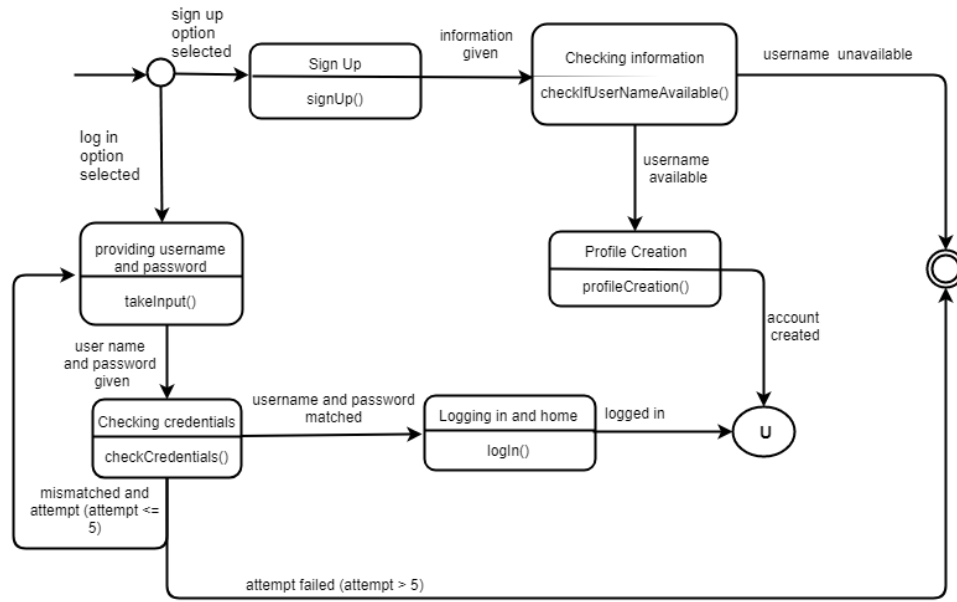 sign up
option
selected
Sign Up
signUp()
information
given
Checking information
checkIfUserNameAvailable()
username unavailable
log in
option
selected
username
available
providing username
and password
takeInput()
Profile Creation
profileCreation()
account
created
user name
and password
given
Checking credentials
checkCredentials()
username and password
matched
Logging in and home
logIn()
logged in
U
mismatched and
attempt (attempt <=
5)
attempt failed (attempt > 5)